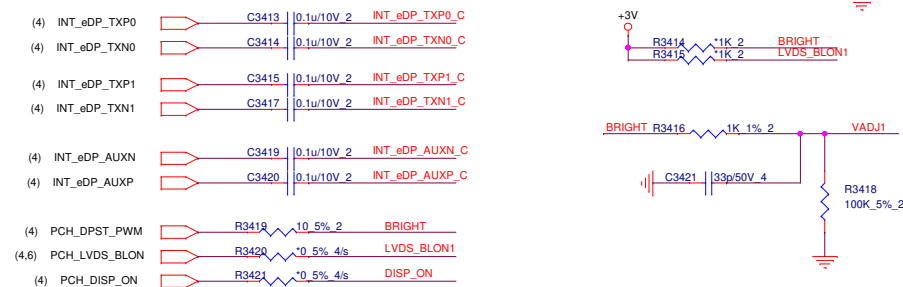 (4) INT_eDP_TXP0 C3413 0.1u/10V_2 INT_eDP_TXP0_C
(4) INT_eDP_TXN0 C3414 0.1u/10V_2 INT_eDP_TXN0_C
(4) INT_eDP_TXP1 C3415 0.1u/10V_2 INT_eDP_TXP1_C
(4) INT_eDP_TXN1 C3417 0.1u/10V_2 INT_eDP_TXN1_C
(4) INT_eDP_AUXN C3419 0.1u/10V_2 INT_eDP_AUXN_C
(4) INT_eDP_AUXP C3420 0.1u/10V_2 INT_eDP_AUXP_C
(4) PCH_DPST_PWM R3419 10_5%_2 BRIGHT
(4,6) PCH_LVDS_BLON R3420 *0_5%_4/s LVDS_BLON1
(4) PCH_DISP_ON R3421 *0_5%_4/s DISP_ON
+3V
R3414 *1K_2 BRIGHT
R3415 *1K_2 LVDS_BLON1
BRIGHT R3416 1K_1%_2 VADJ1
C3421 33p/50V_4
R3418
100K_5%_2